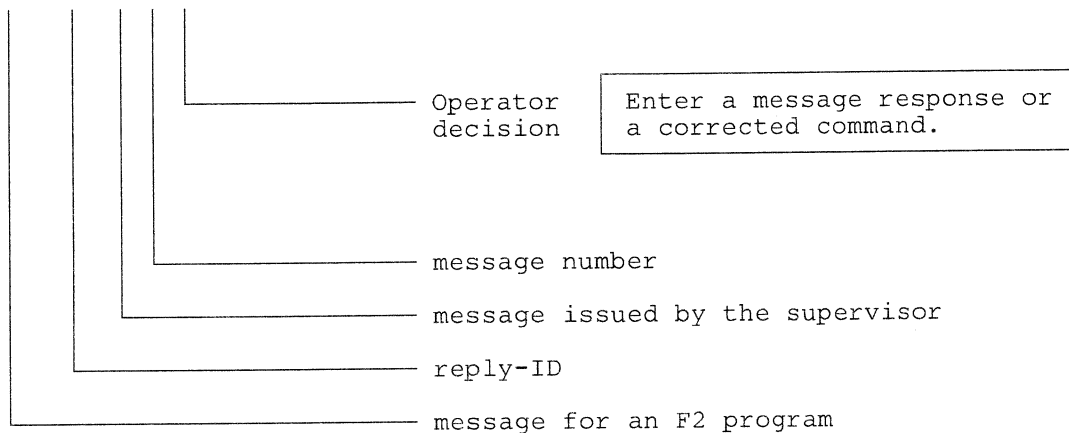 Operator
decision
Enter a message response or
a corrected command.
message number
message issued by the supervisor
reply-ID
message for an F2 program